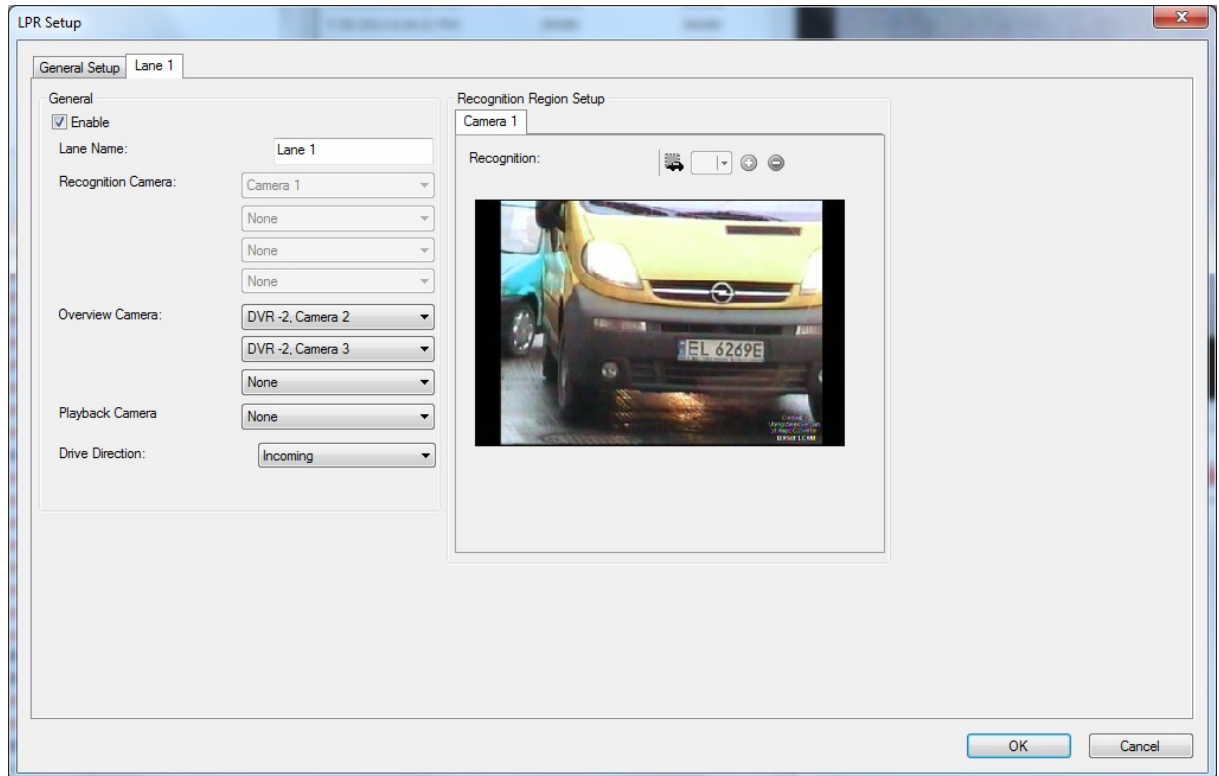 LPR Setup
General Setup Lane 1
General
Enable
Lane Name: Lane 1
Recognition Camera: Camera 1
None
None
None
Overview Camera: DVR -2, Camera 2
DVR -2, Camera 3
None
Playback Camera None
Drive Direction: Incoming
Recognition Region Setup
Camera 1
Recognition:
EL 6269E
OK Cancel